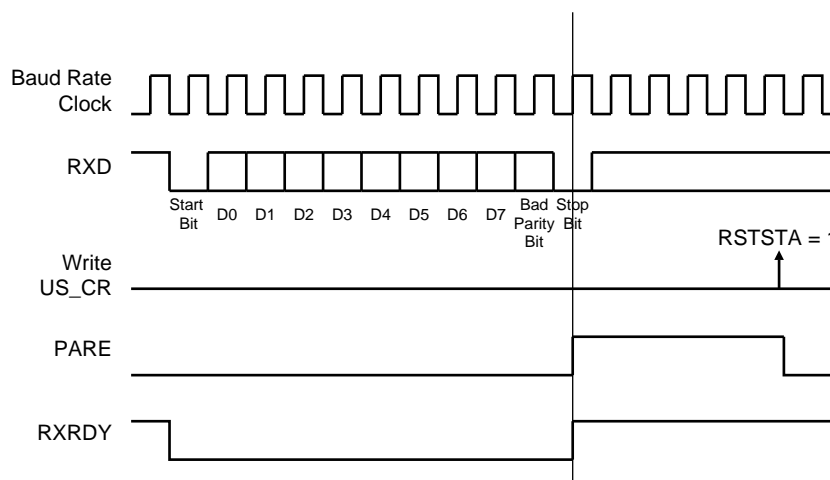 Baud Rate
Clock
RXD
Start
Bit
D0 D1 D2 D3 D4 D5 D6 D7
Bad
Parity
Bit
Stop
Bit
RSTSTA = 1
Write
US_CR
PARE
RXRDY